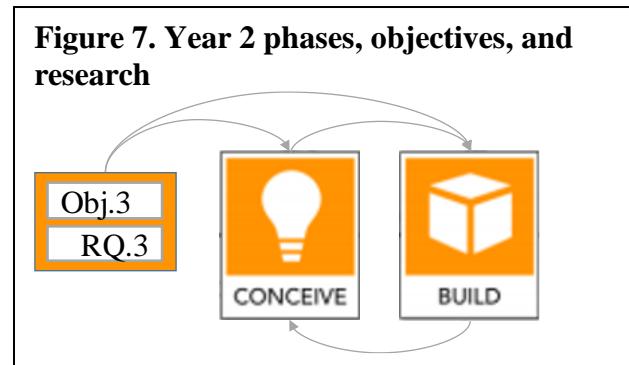 Figure 7. Year 2 phases, objectives, and
research
Obj.3
RQ.3
CONCEIVE
BUILD